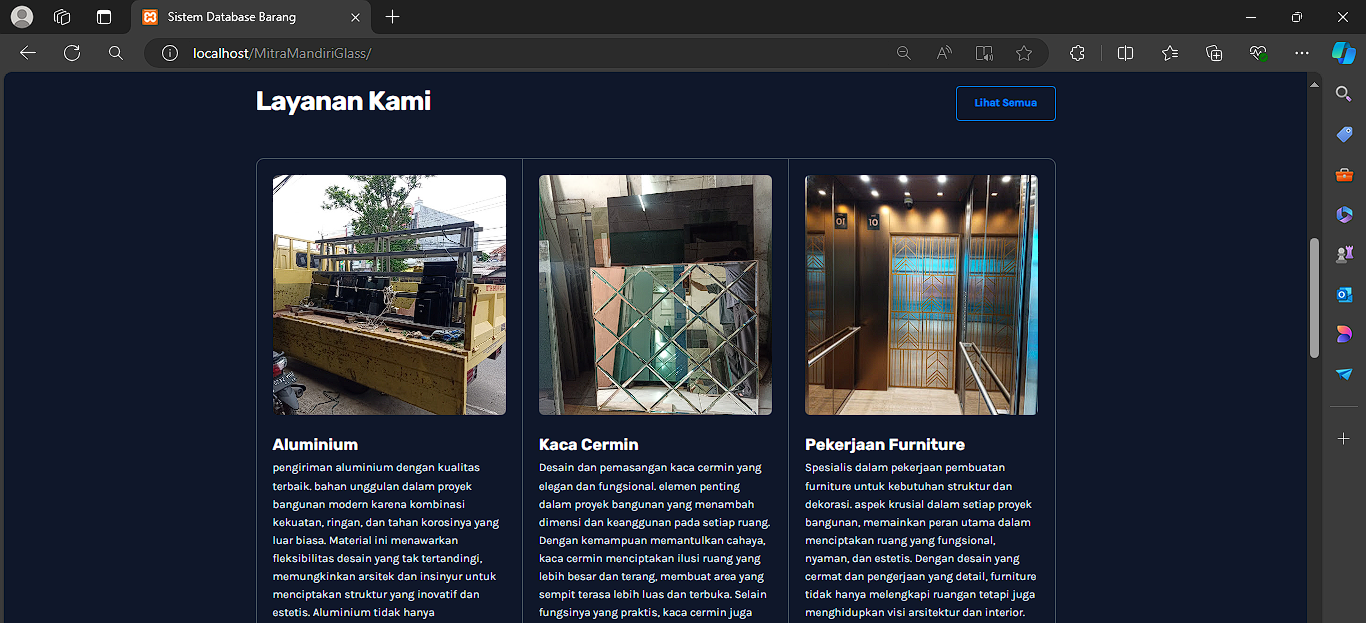 Sistem Database Barang
localhost/MitraMandiriGlass/
Layanan Kami
Lihat Semua
01
10
Aluminium
pengiriman aluminium dengan kualitas
terbaik. bahan unggulan dalam proyek
bangunan modern karena kombinasi
kekuatan, ringan, dan tahan korosinya yang
luar biasa. Material ini menawarkan
fleksibilitas desain yang tak tertandingi,
memungkinkan arsitek dan insinyur untuk
menciptakan struktur yang inovatif dan
estetis. Aluminium tidak hanya
Kaca Cermin
Desain dan pemasangan kaca cermin yang
elegan dan fungsional. elemen penting
dalam proyek bangunan yang menambah
dimensi dan keanggunan pada setiap ruang.
Dengan kemampuan memantulkan cahaya,
kaca cermin menciptakan ilusi ruang yang
lebih besar dan terang, membuat area yang
sempit terasa lebih luas dan terbuka. Selain
fungsinya yang praktis, kaca cermin juga
Pekerjaan Furniture
Spesialis dalam pekerjaan pembuatan
furniture untuk kebutuhan struktur dan
dekorasi. aspek krusial dalam setiap proyek
bangunan, memainkan peran utama dalam
menciptakan ruang yang fungsional,
nyaman, dan estetis. Dengan desain yang
cermat dan pengerjaan yang detail, furniture
tidak hanya melengkapi ruangan tetapi juga
menghidupkan visi arsitektur dan interior.